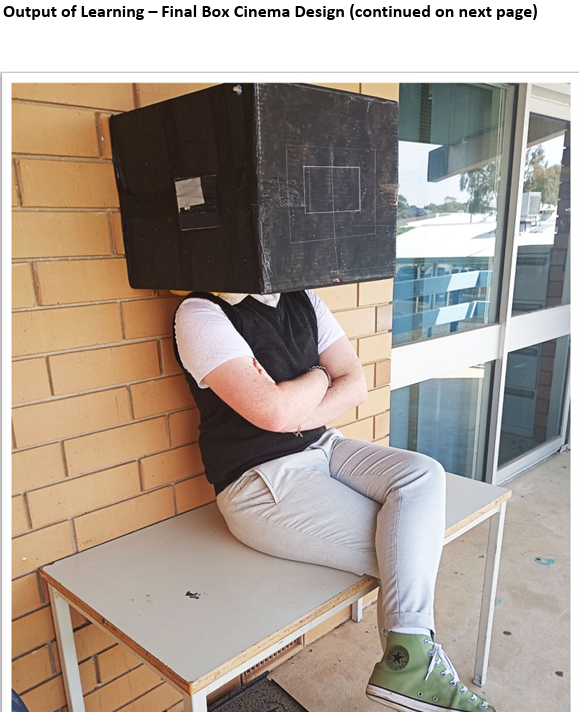 Output of Learning – Final Box Cinema Design (continued on next page)